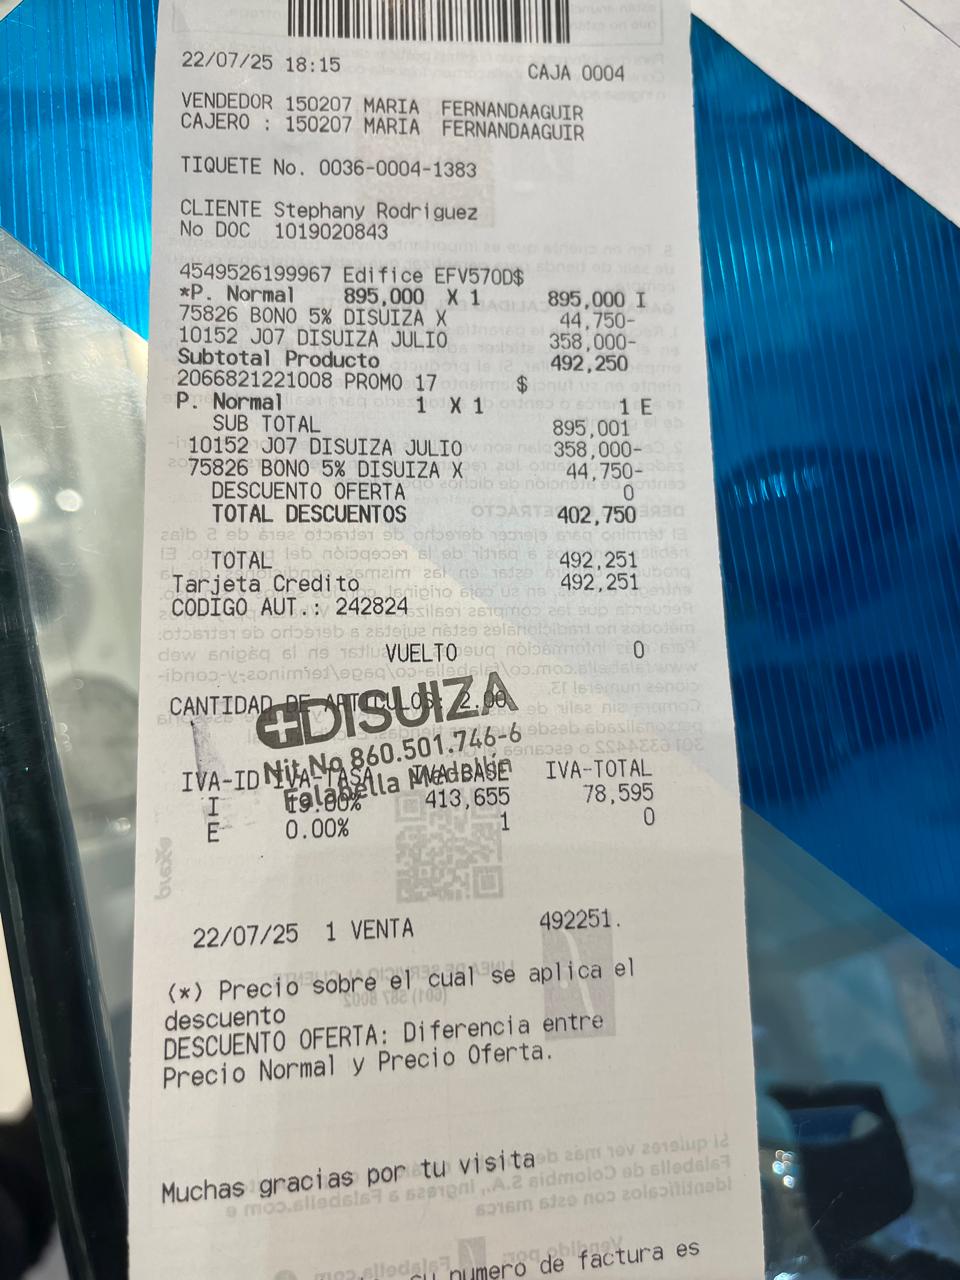 22/07/25 18:15 CAJA 0004
VENDEDOR 150207 MARIA FERNANDAAGUIR
CAJERO : 150207 MARIA FERNANDAAGUIR
TIQUETE No. 0036-0004-1383
CLIENTE Stephany Rodriguez
No DOC 1019020843
4549526199967 Edifice EFV570D$
*P. Normal 895,000 X 1 895,000 I
75826 BONO 5% DISUIZA X 44,750-
10152 J07 DISUIZA JULIO 358,000-
Subtotal Producto 492,250
2066821221008 PROMO 17 $
P. Normal 1 X 1 1 E
SUB TOTAL 895,001
10152 J07 DISUIZA JULIO 358,000-
75826 BONO 5% DISUIZA X 44,750-
DESCUENTO OFERTA 0
TOTAL DESCUENTOS 402,750
TOTAL 492,251
Tarjeta Credito 492,251
CODIGO AUT.: 242824
VUELTO 0
CANTIDAD DE ARTICULOS: 2.00
DISUIZA
Nit No 860.501.746-6
Falabella Medellín
IVA-ID IVA-TASA IVA-BASE IVA-TOTAL
I 19.00% 413,655 78,595
E 0.00% 1 0
22/07/25 1 VENTA 492251.
(*) Precio sobre el cual se aplica el
descuento
DESCUENTO OFERTA: Diferencia entre
Precio Normal y Precio Oferta.
Muchas gracias por tu visita
su numero de factura es